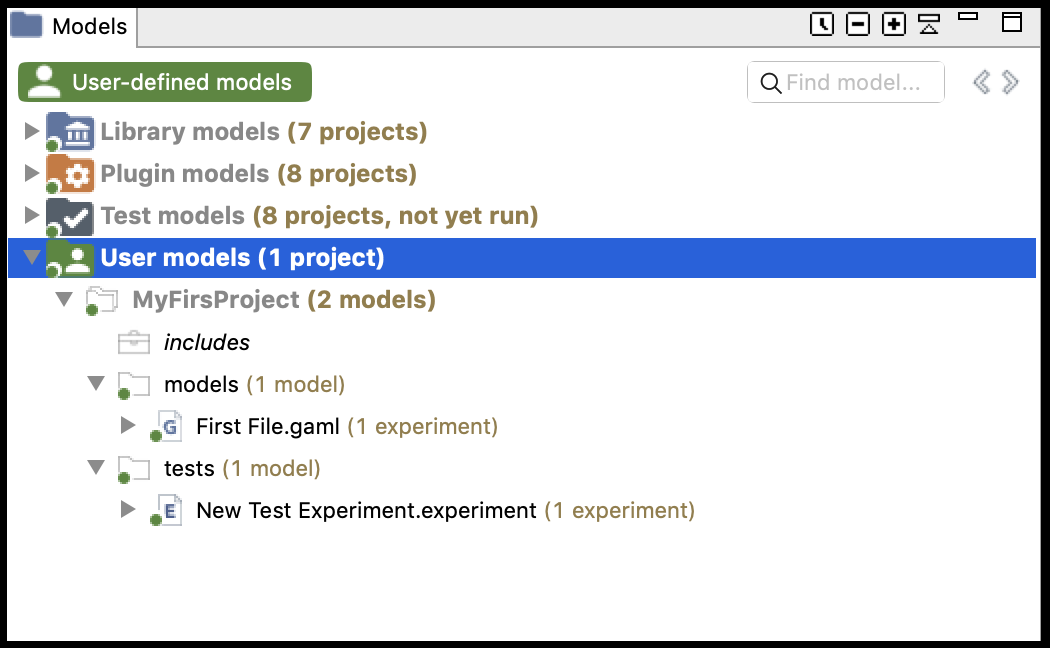 Models
User-defined models
Find model...
Library models (7 projects)
Plugin models (8 projects)
Test models (8 projects, not yet run)
User models (1 project)
MyFirsProject (2 models)
includes
models (1 model)
G First File.gaml (1 experiment)
tests (1 model)
E New Test Experiment.experiment (1 experiment)